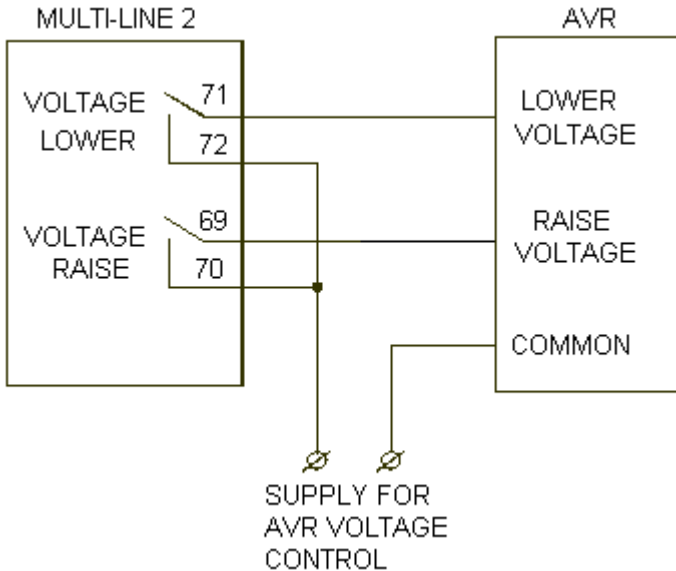 MULTI-LINE 2
AVR
VOLTAGE
LOWER
71
72
LOWER
VOLTAGE
VOLTAGE
RAISE
69
70
RAISE
VOLTAGE
COMMON
SUPPLY FOR
AVR VOLTAGE
CONTROL